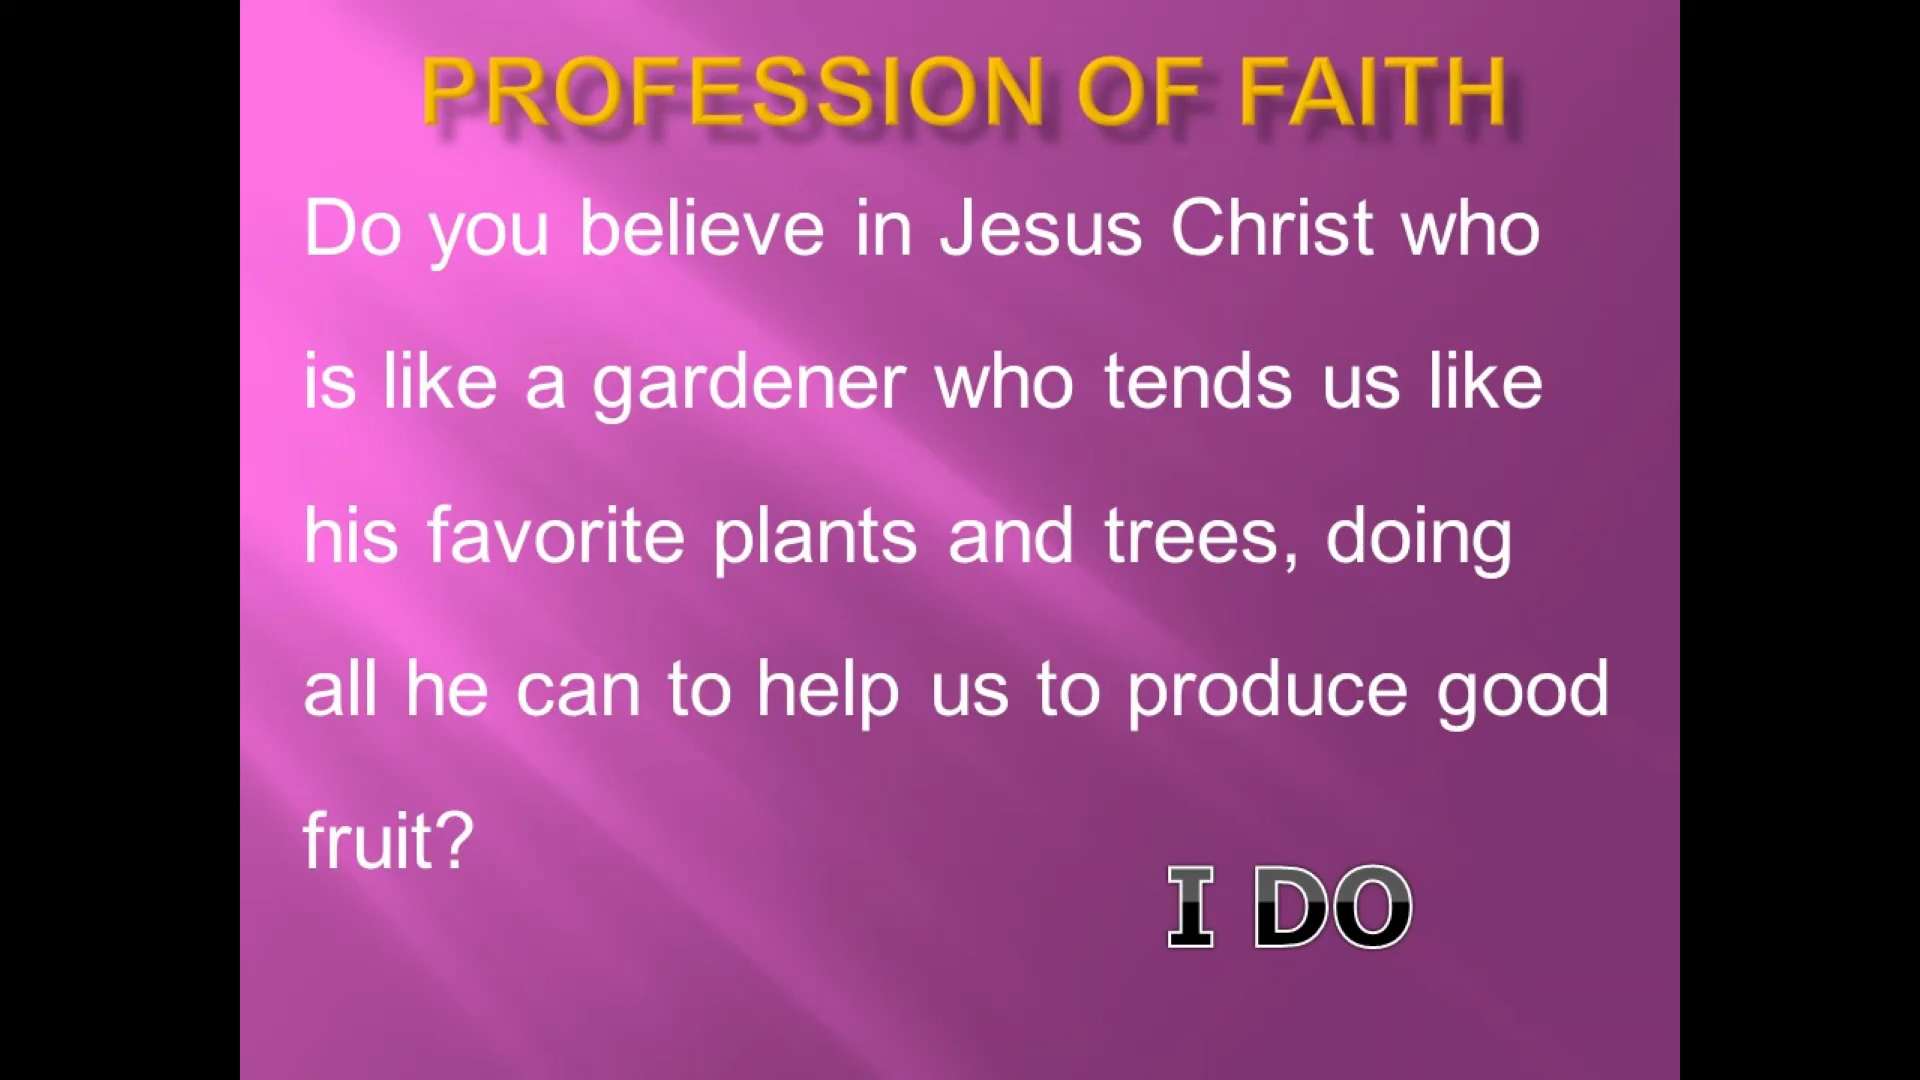 PROFESSION OF FAITH
Do you believe in Jesus Christ who
is like a gardener who tends us like
his favorite plants and trees, doing
all he can to help us to produce good
fruit?
I DO